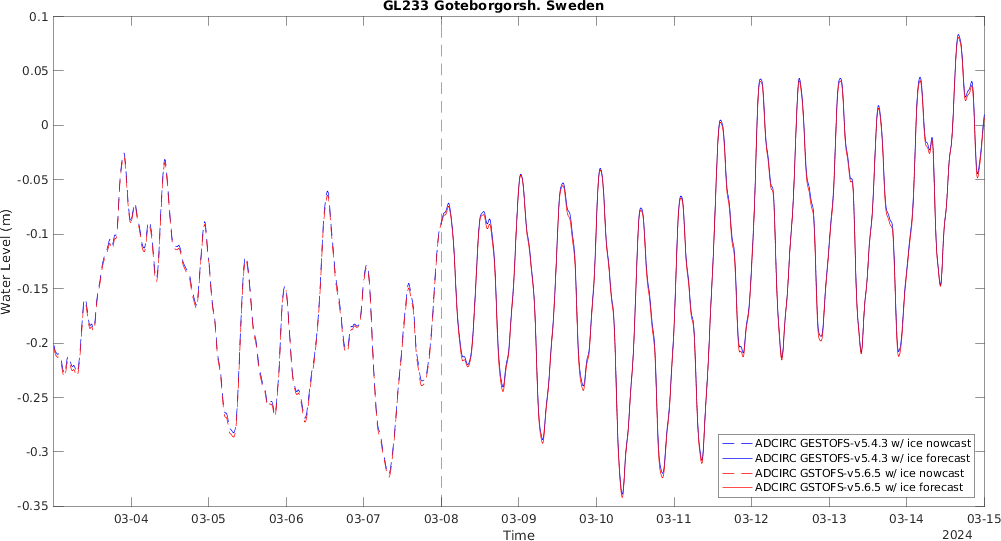 GL233 Goteborgorsh. Sweden
0.1
0.05
0
-0.05
-0.1
-0.15
-0.2
-0.25
-0.3
-0.35
Water Level (m)
ADCIRC GESTOFS-v5.4.3 w/ ice nowcast
ADCIRC GESTOFS-v5.4.3 w/ ice forecast
ADCIRC GSTOFS-v5.6.5 w/ ice nowcast
ADCIRC GSTOFS-v5.6.5 w/ ice forecast
03-04 03-05 03-06 03-07 03-08 03-09 03-10 03-11 03-12 03-13 03-14 03-15
Time
2024